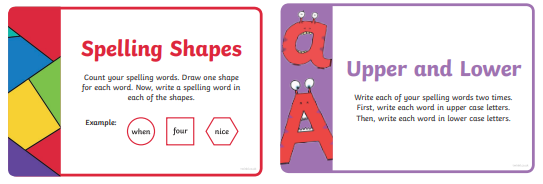 Spelling Shapes
Count your spelling words. Draw one shape
for each word. Now, write a spelling word in
each of the shapes.
Example:
when
four
nice
a
A
Upper and Lower
Write each of your spelling words two times.
First, write each word in upper case letters.
Then, write each word in lower case letters.